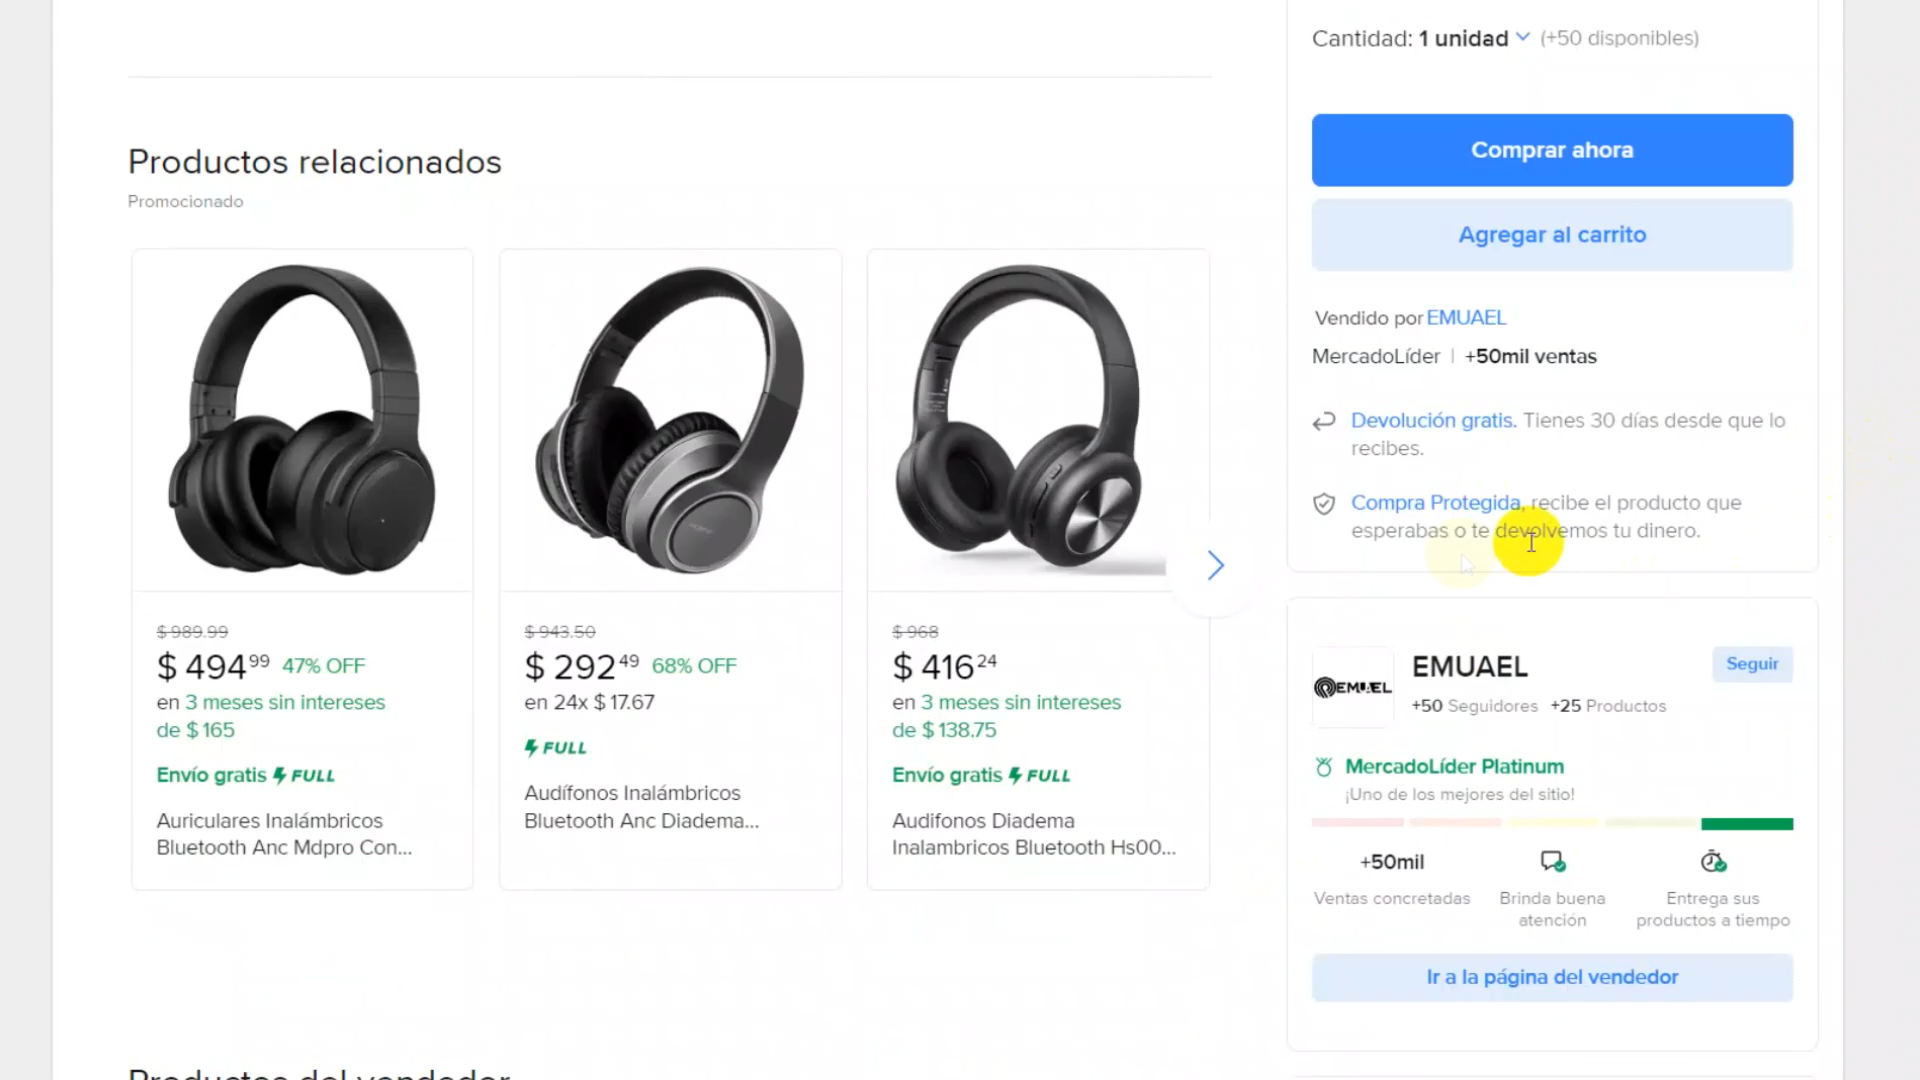 Cantidad: 1 unidad (+50 disponibles)
Comprar ahora
Agregar al carrito
Vendido por EMUAEL
MercadoLíder | +50mil ventas
Devolución gratis. Tienes 30 días desde que lo
recibes.
Compra Protegida, recibe el producto que
esperabas o te devolvemos tu dinero.
Productos relacionados
Promocionado
$ 989.99
$ 494 99 47% OFF
en 3 meses sin intereses
de $ 165
Envío gratis FULL
Auriculares Inalámbricos
Bluetooth Anc Mdpro Con...
$ 943.50
$ 292 49 68% OFF
en 24x $ 17.67
FULL
Audífonos Inalámbricos
Bluetooth Anc Diadema...
$ 968
$ 416 24
en 3 meses sin intereses
de $ 138.75
Envío gratis FULL
Audifonos Diadema
Inalambricos Bluetooth Hs00...
EMUAEL
EMUAEL
Seguir
+50 Seguidores +25 Productos
MercadoLíder Platinum
¡Uno de los mejores del sitio!
+50mil
Ventas concretadas
Brinda buena
atención
Entrega sus
productos a tiempo
Ir a la página del vendedor
Productos del vendedor